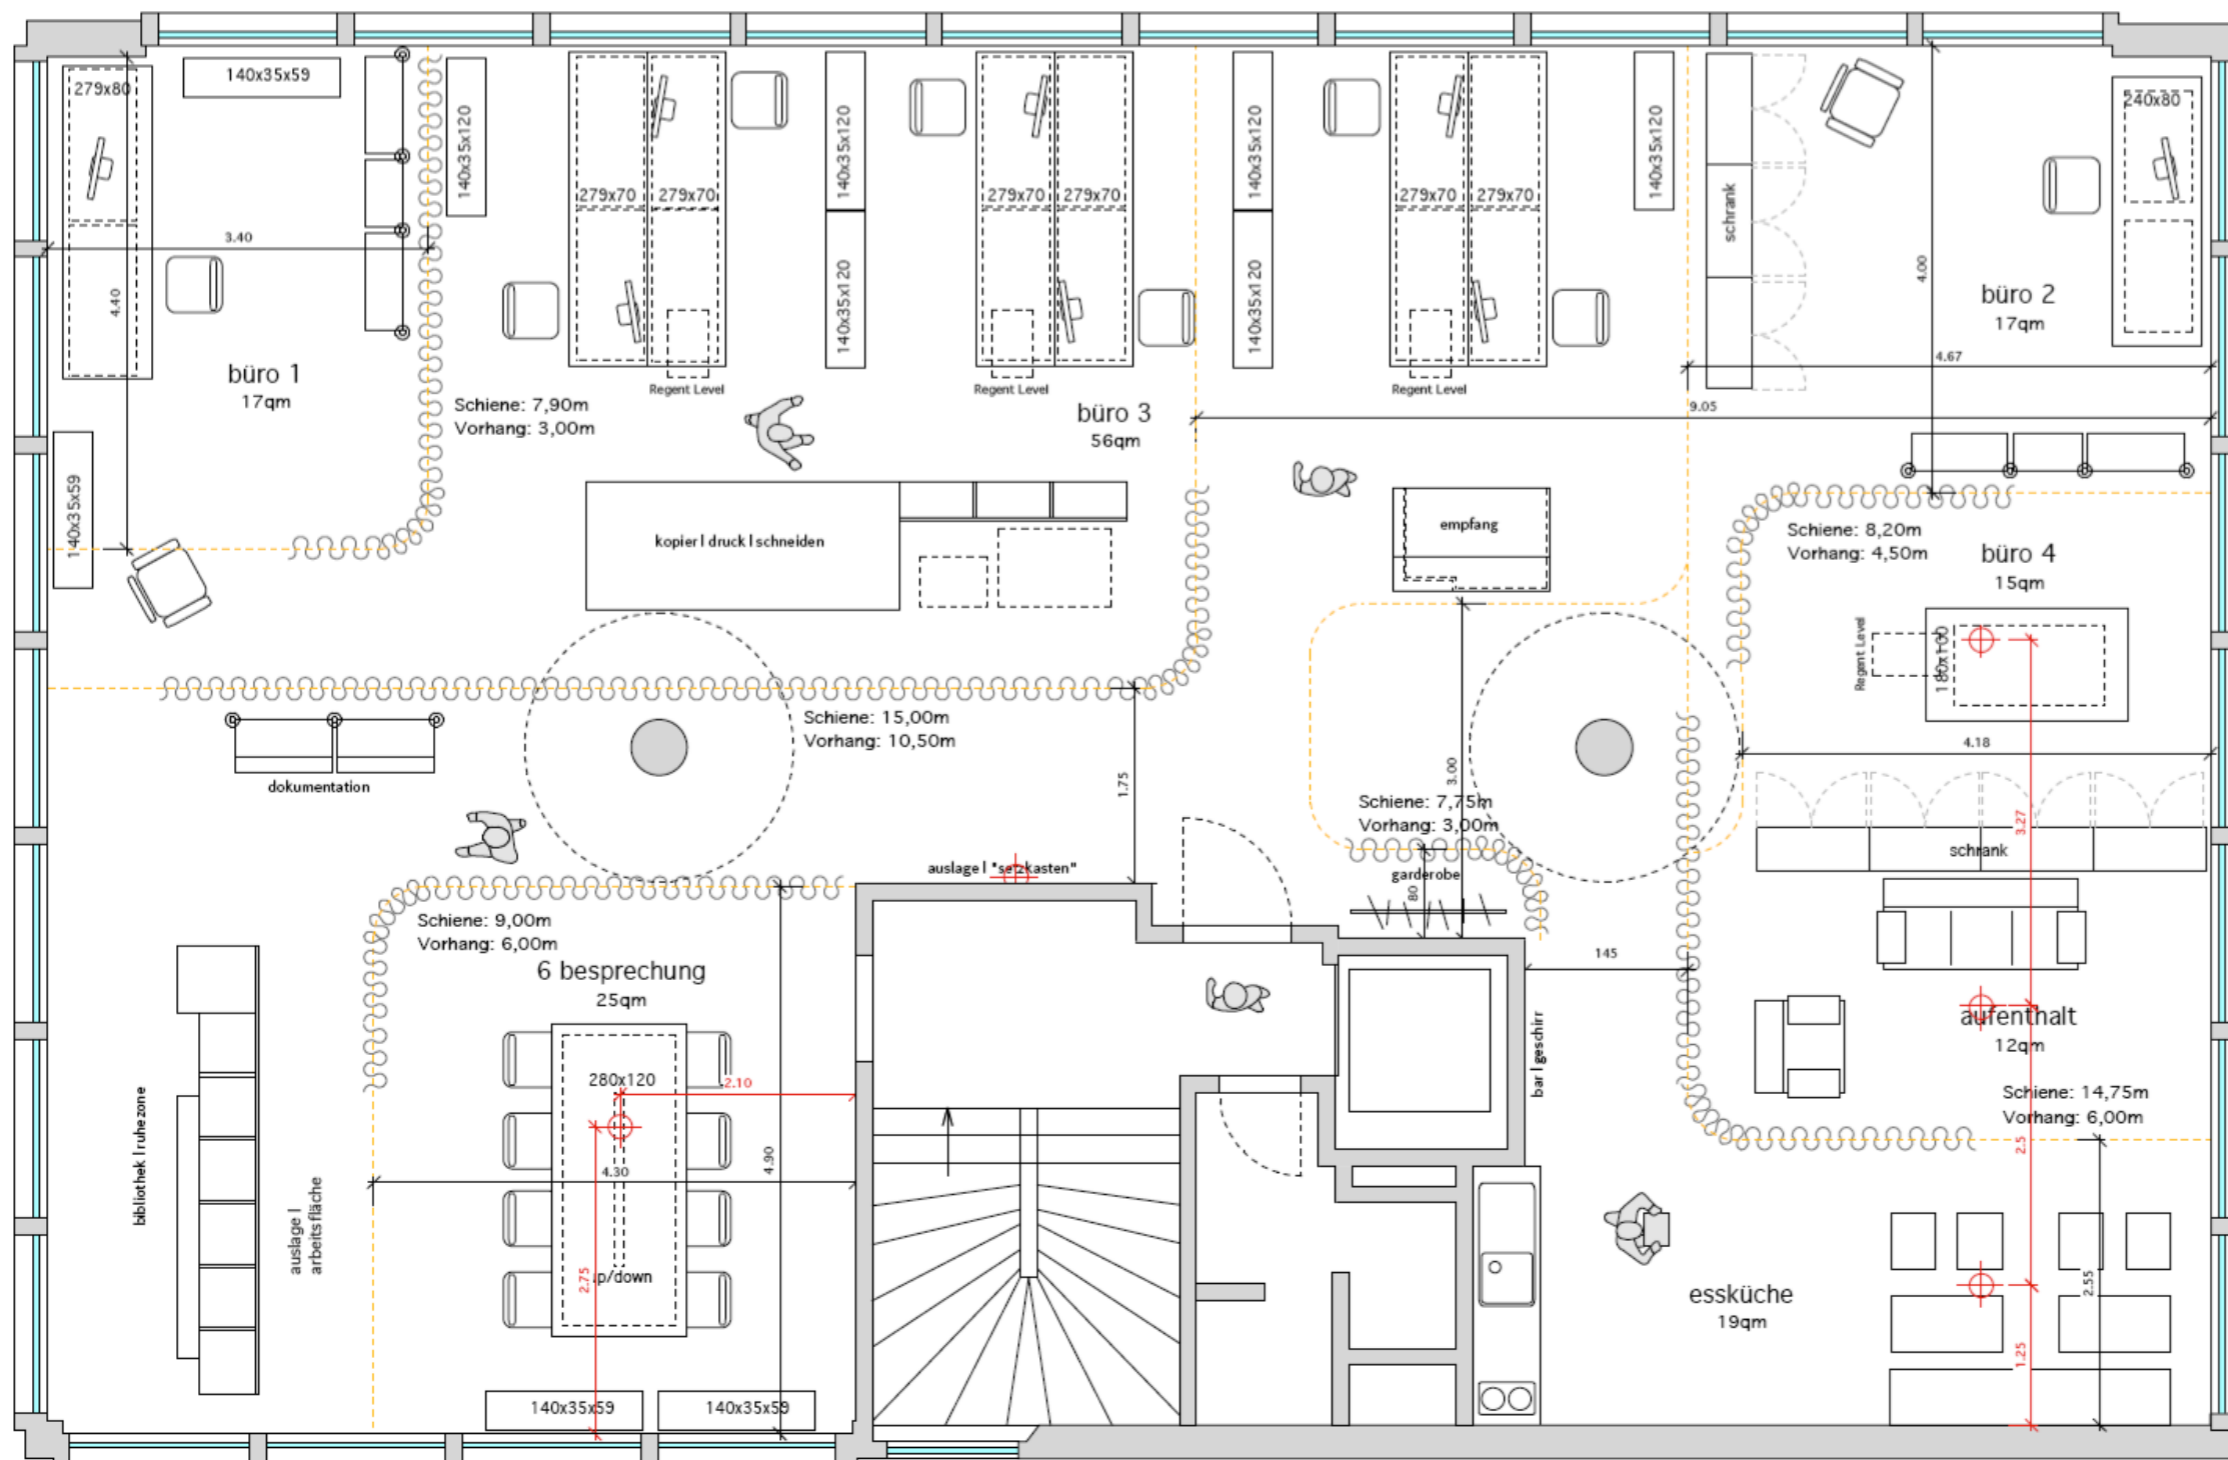 279x80
140x35x59
140x35x120
3.40
4.40
büro 1
17qm
140x35x59
Schiene: 7,90m
Vorhang: 3,00m
279x70
279x70
Regent Level
140x35x120
140x35x120
279x70
279x70
Regent Level
büro 3
56qm
140x35x120
140x35x120
279x70
279x70
Regent Level
140x35x120
schrank
240x80
4.00
büro 2
17qm
4.67
9.05
kopier | druck | schneiden
empfang
Schiene: 8,20m
Vorhang: 4,50m
büro 4
15qm
Regent Level
180x100
4.18
Schiene: 15,00m
Vorhang: 10,50m
dokumentation
1.75
3.00
Schiene: 7,75m
Vorhang: 3,00m
garderobe
80
auslage | "setzkasten"
3.27
schrank
Schiene: 9,00m
Vorhang: 6,00m
6 besprechung
25qm
145
bar | geschirr
aufenthalt
12qm
Schiene: 14,75m
Vorhang: 6,00m
280x120
2.10
4.30
4.90
2.75
p/down
bibliothek | ruhezone
auslage |
arbeitsfläche
2.5
2.55
essküche
19qm
1.25
140x35x59
140x35x59